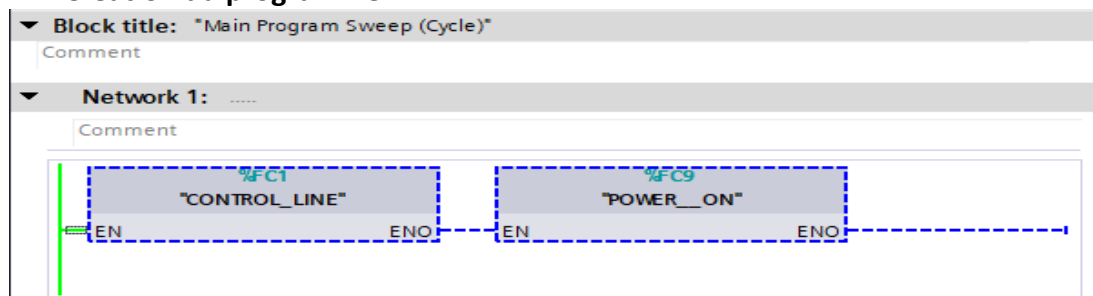 Block title: "Main Program Sweep (Cycle)"
Comment
Network 1: .....
Comment
%FC1 %FC9
"CONTROL_LINE" "POWER__ON"
EN ENO EN ENO